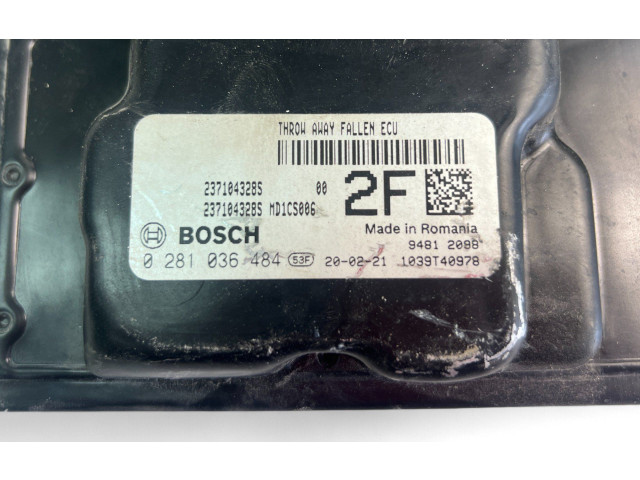 THROW AWAY FALLEN ECU
237104328S 00
237104328S MD1CS006 2F
BOSCH Made in Romania
9481 2098
0 281 036 484 53F 20-02-21 1039T40978